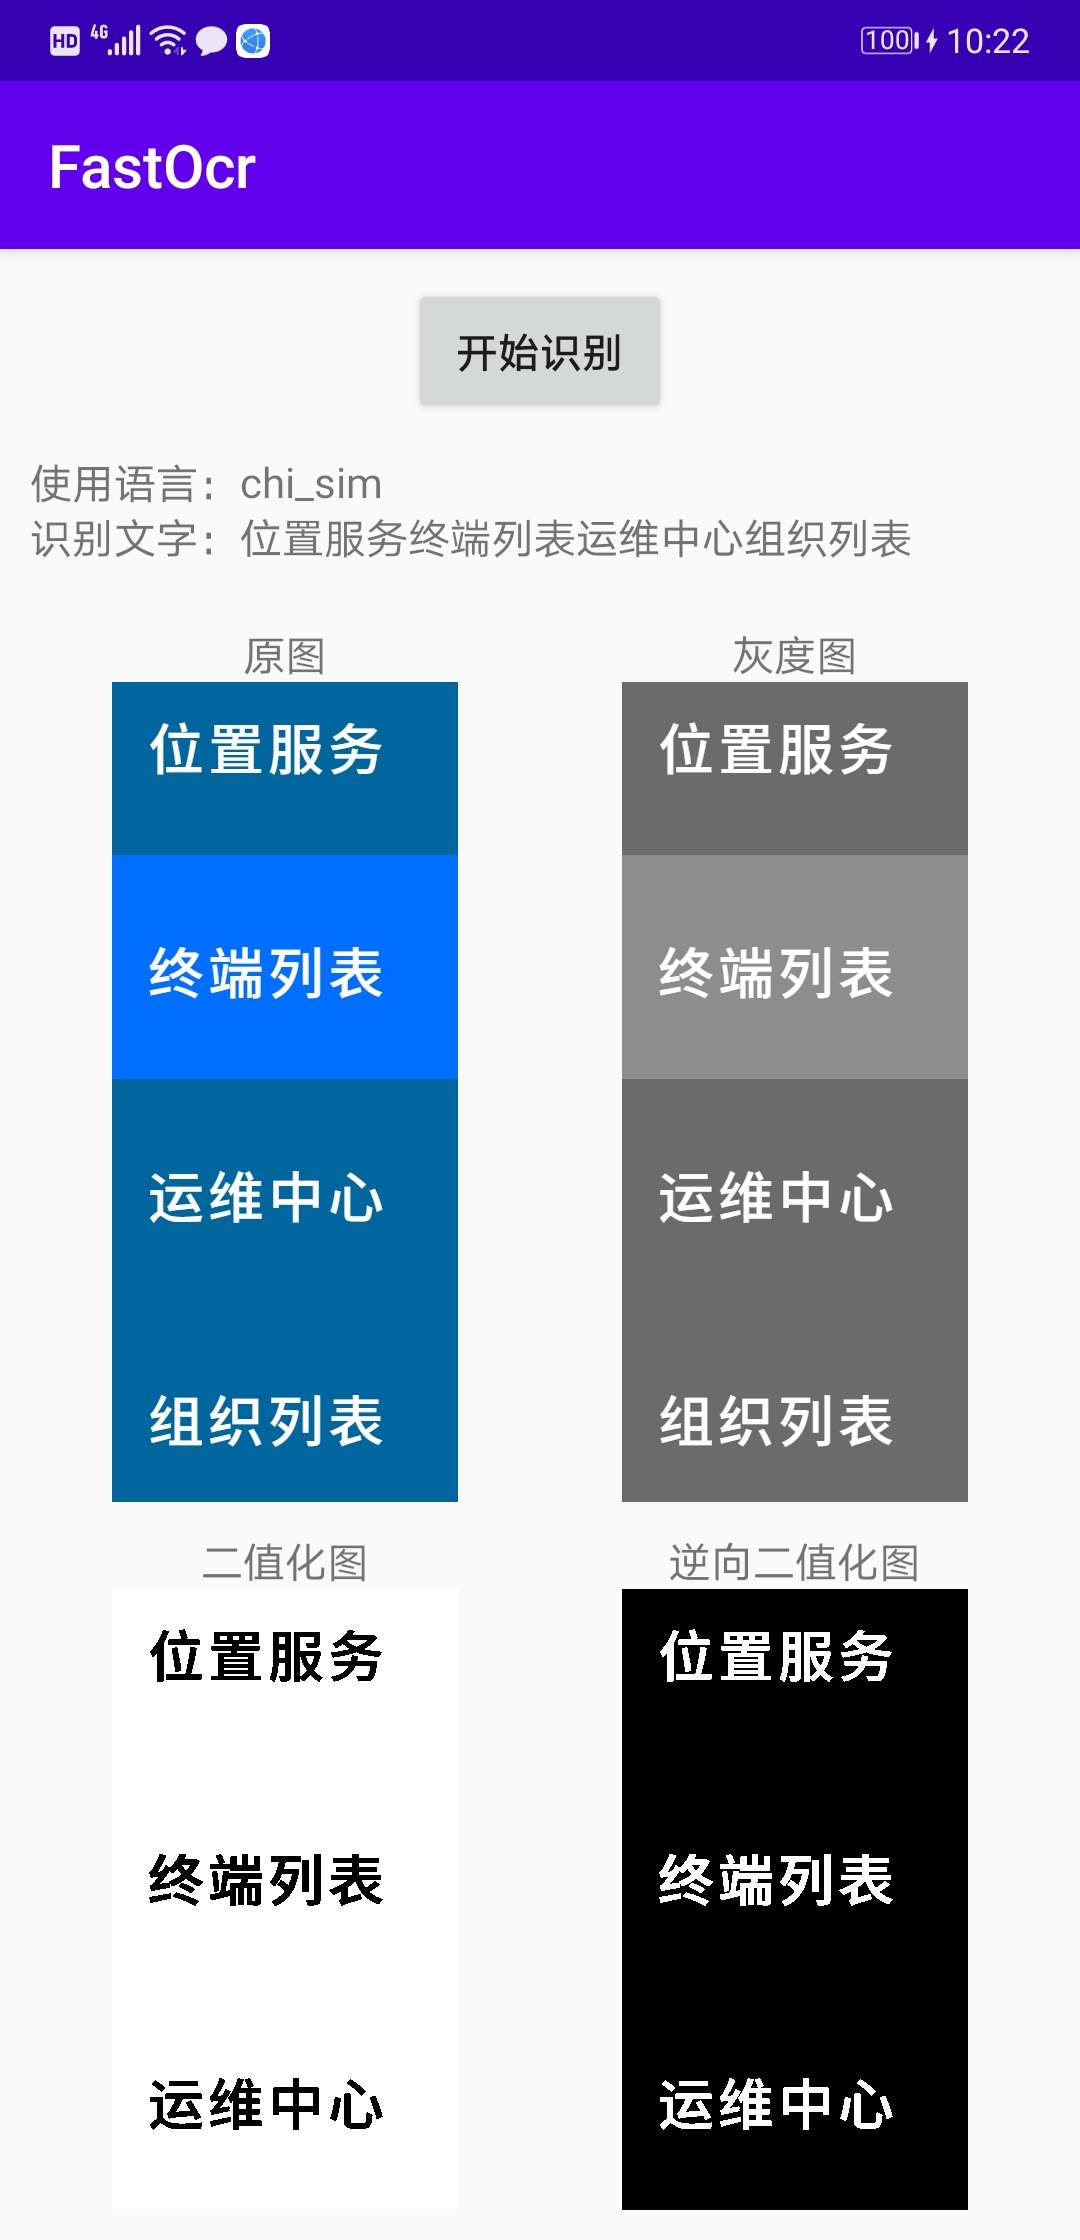 HD 4G 100 10:22
FastOcr
开始识别
使用语言：chi_sim
识别文字：位置服务终端列表运维中心组织列表
原图
位置服务
终端列表
运维中心
组织列表
灰度图
位置服务
终端列表
运维中心
组织列表
二值化图
位置服务
终端列表
运维中心
逆向二值化图
位置服务
终端列表
运维中心